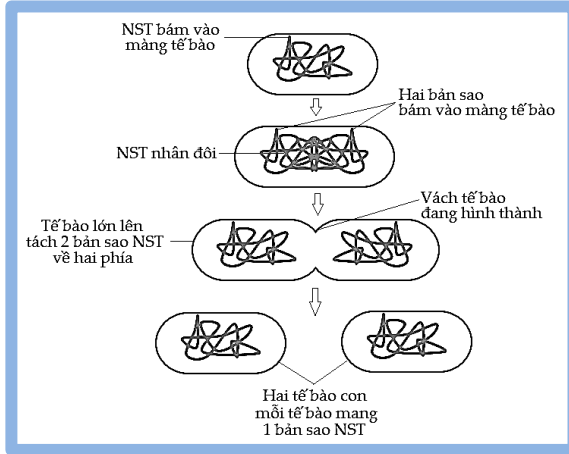 NST bám vào
màng tế bào
Hai bản sao
bám vào màng tế bào
NST nhân đôi
Vách tế bào
đang hình thành
Tế bào lớn lên
tách 2 bản sao NST
về hai phía
Hai tế bào con
mỗi tế bào mang
1 bản sao NST